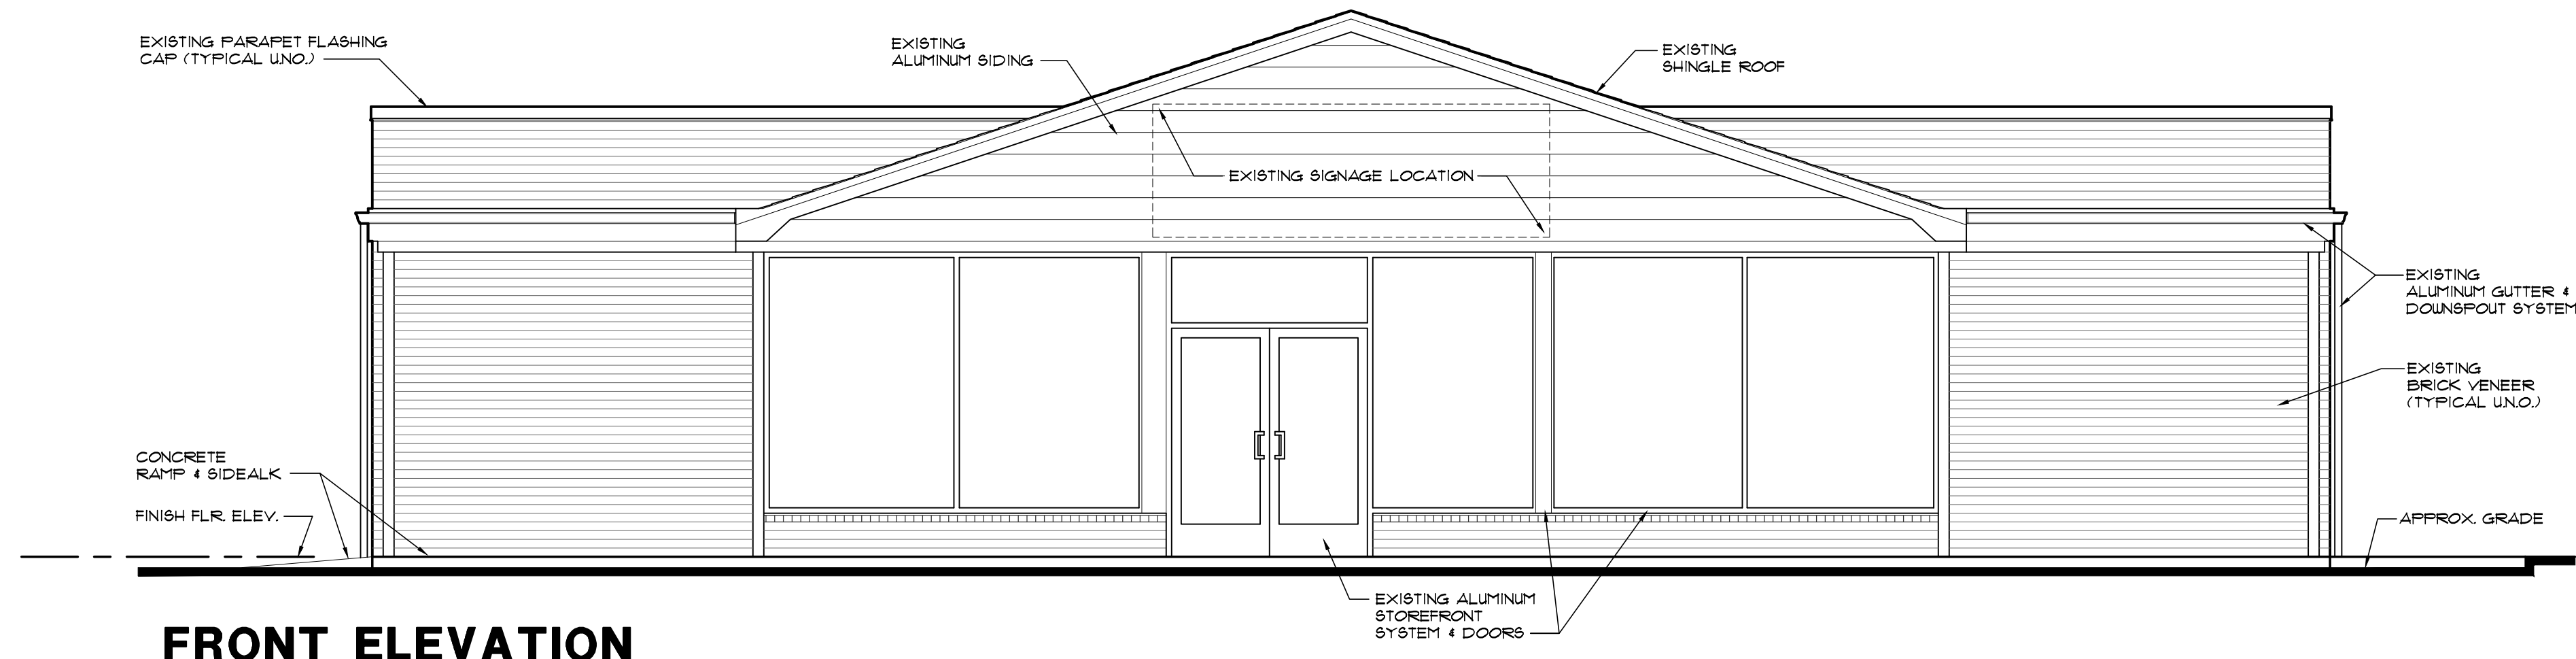 EXISTING PARAPET FLASHING
CAP (TYPICAL U.N.O.)
EXISTING
ALUMINUM SIDING
EXISTING
SHINGLE ROOF
EXISTING SIGNAGE LOCATION
EXISTING
ALUMINUM GUTTER &
DOWNSPOUT SYSTEM
EXISTING
BRICK VENEER
(TYPICAL U.N.O.)
CONCRETE
RAMP & SIDEALK
FINISH FLR. ELEV.
APPROX. GRADE
EXISTING ALUMINUM
STOREFRONT
SYSTEM & DOORS
FRONT ELEVATION